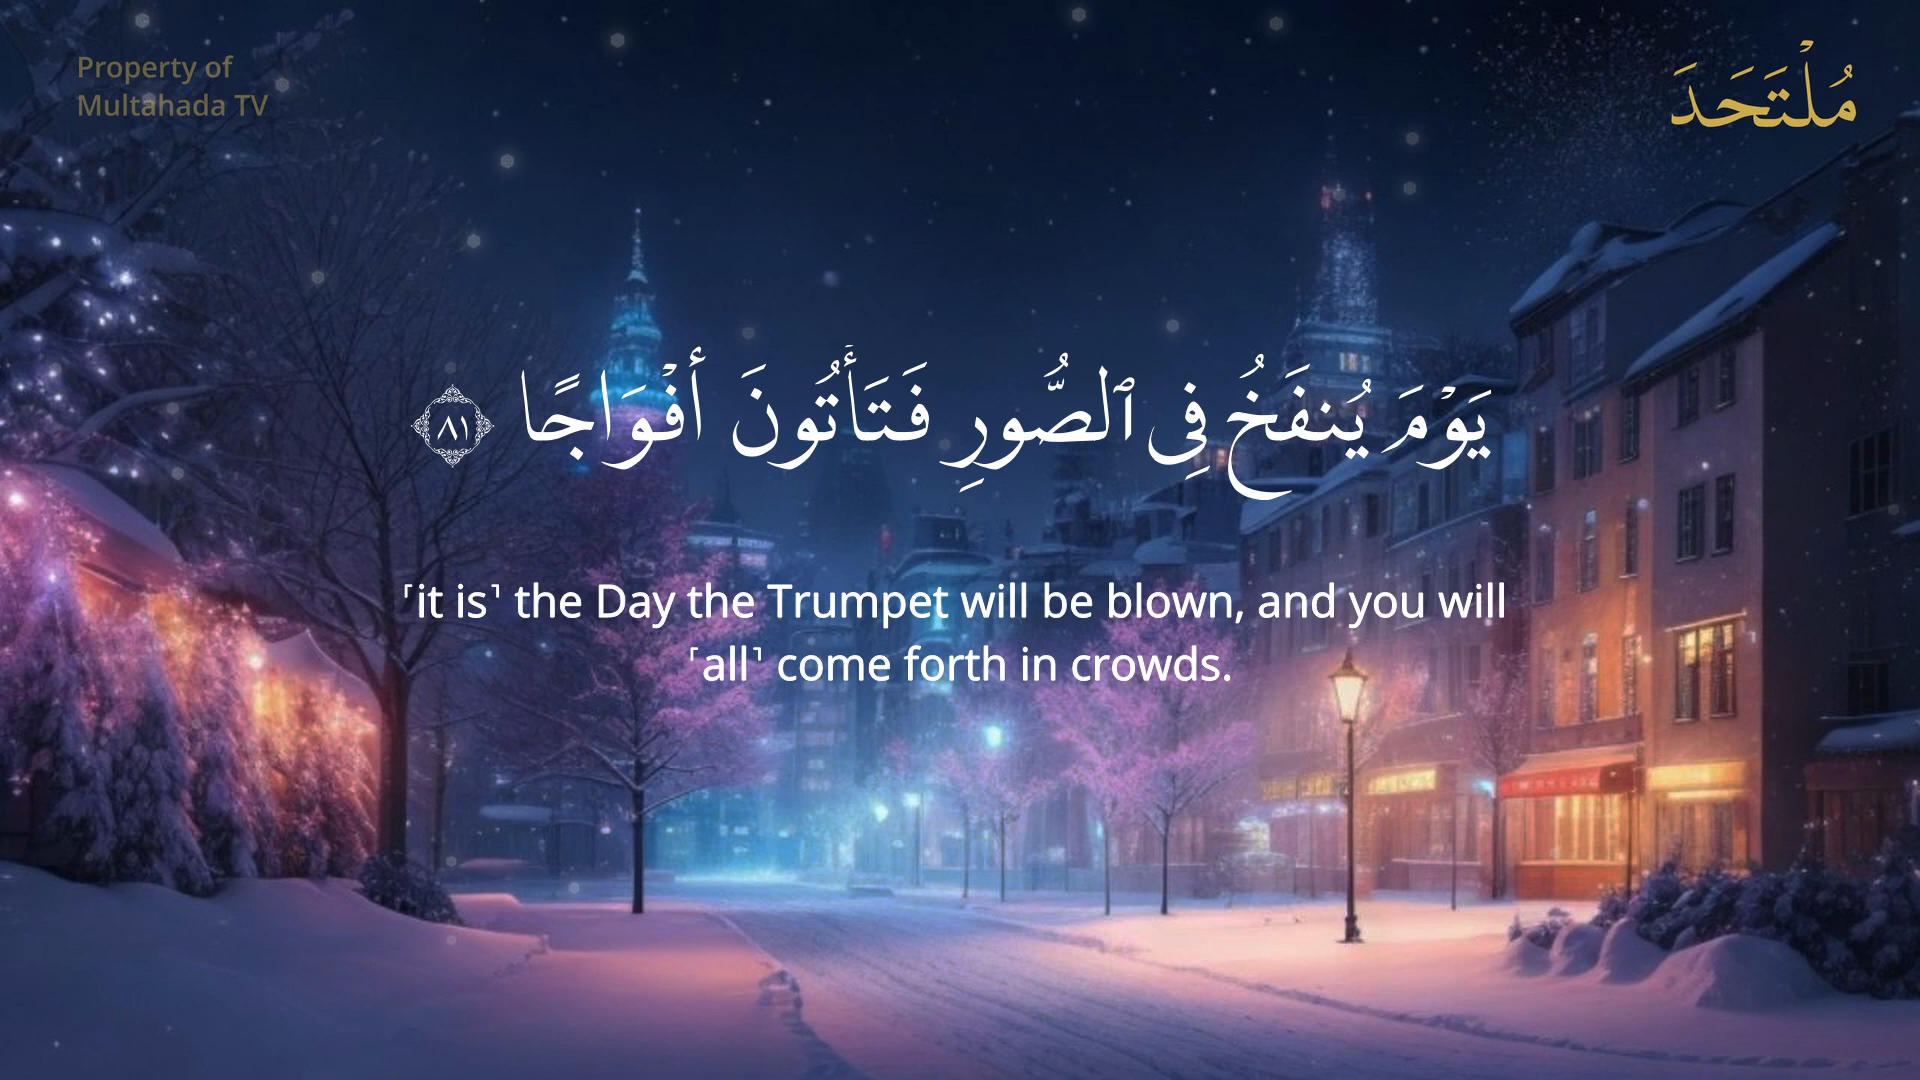 Property of
Multahada TV
مُلْتَحَدَ
يَوْمَ يُنفَخُ فِى ٱلصُّورِ فَتَأْتُونَ أَفْوَاجًا ٨١
⸢it is⸣ the Day the Trumpet will be blown, and you will
⸢all⸣ come forth in crowds.